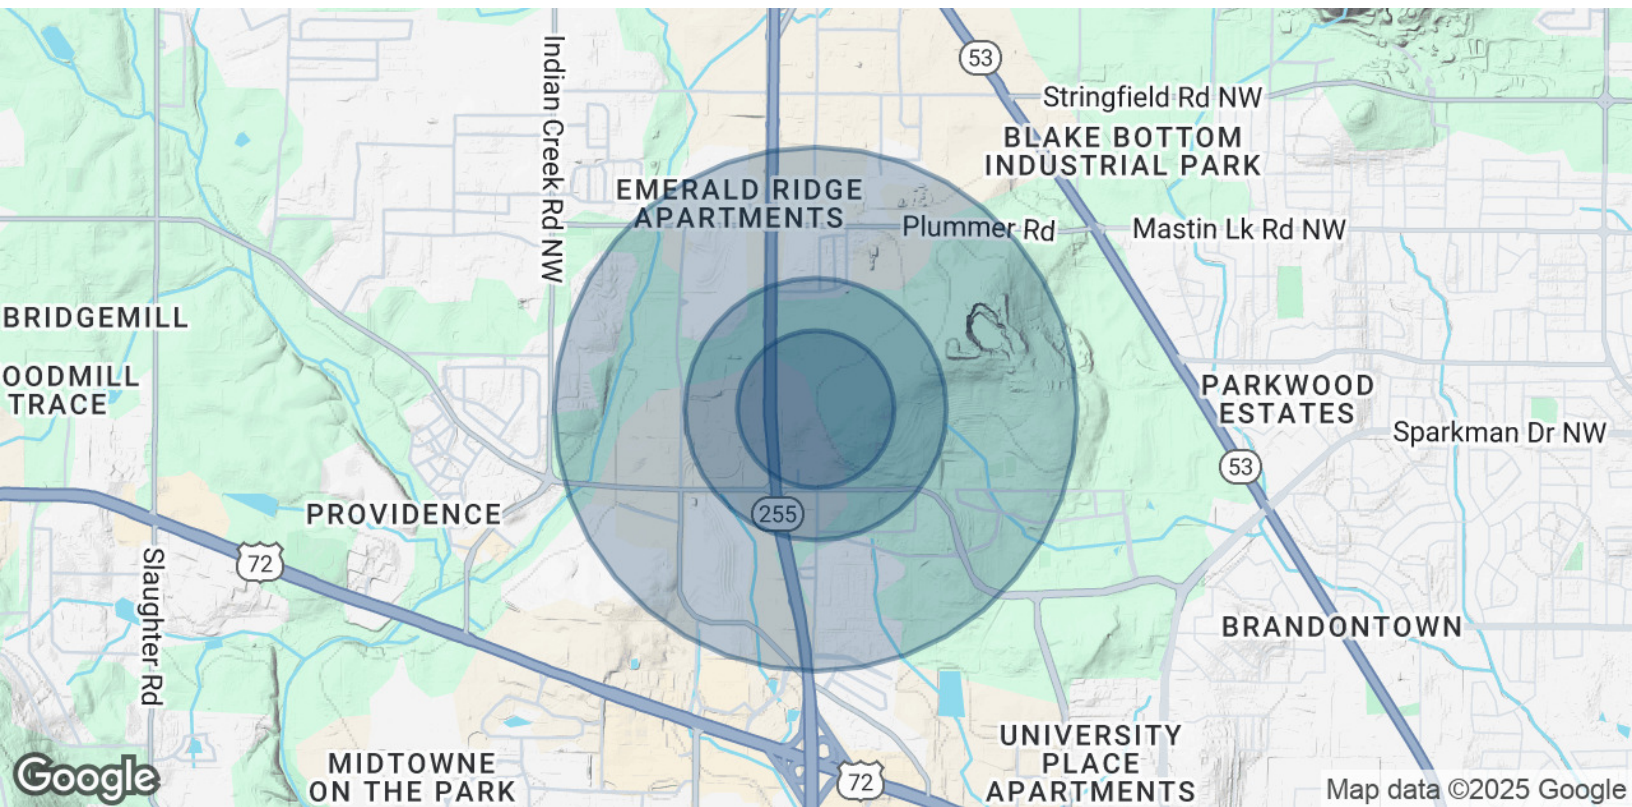 53
Stringfield Rd NW
BLAKE BOTTOM
INDUSTRIAL PARK
Indian Creek Rd NW
EMERALD RIDGE
APARTMENTS
Plummer Rd
Mastin Lk Rd NW
BRIDGEMILL
OODMILL
TRACE
PARKWOOD
ESTATES
Sparkman Dr NW
53
PROVIDENCE
255
72
Slaughter Rd
BRANDONTOWN
MIDTOWNE
ON THE PARK
UNIVERSITY
PLACE
APARTMENTS
72
Google
Map data ©2025 Google